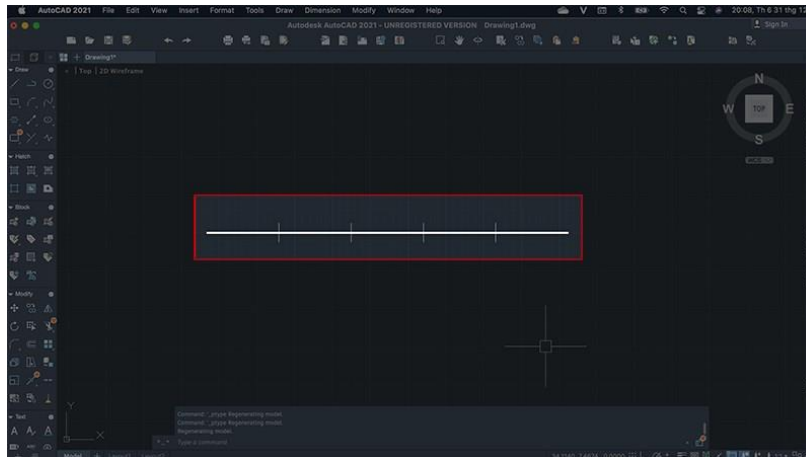 AutoCAD 2021 File Edit View Insert Format Tools Draw Dimension Modify Window Help 20:08, Th 6 31 thg 12
Autodesk AutoCAD 2021 - UNREGISTERED VERSION Drawing1.dwg
Sign In
Drawing1*
Draw
Top 2D Wireframe
N
W TOP E
S
Hatch
Block
Modify
Y
X
Text
A A A
Command: '_ptype Regenerating model.
Command: '_ptype Regenerating model.
Regenerating model.
Type a command
Model Layout1 Layout2